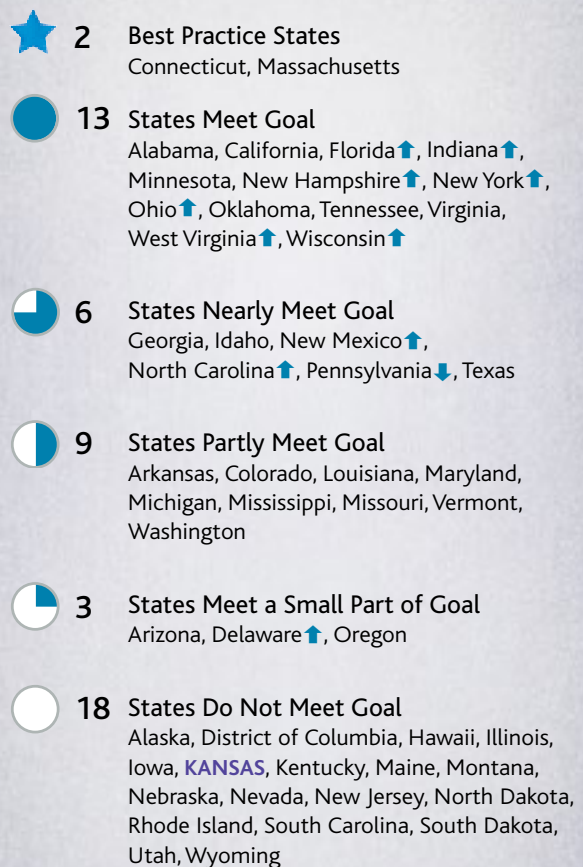 2 Best Practice States
Connecticut, Massachusetts
13 States Meet Goal
Alabama, California, Florida⬆, Indiana⬆,
Minnesota, New Hampshire⬆, New York⬆,
Ohio⬆, Oklahoma, Tennessee, Virginia,
West Virginia⬆, Wisconsin⬆
6 States Nearly Meet Goal
Georgia, Idaho, New Mexico⬆,
North Carolina⬆, Pennsylvania⬇, Texas
9 States Partly Meet Goal
Arkansas, Colorado, Louisiana, Maryland,
Michigan, Mississippi, Missouri, Vermont,
Washington
3 States Meet a Small Part of Goal
Arizona, Delaware⬆, Oregon
18 States Do Not Meet Goal
Alaska, District of Columbia, Hawaii, Illinois,
Iowa, KANSAS, Kentucky, Maine, Montana,
Nebraska, Nevada, New Jersey, North Dakota,
Rhode Island, South Carolina, South Dakota,
Utah, Wyoming